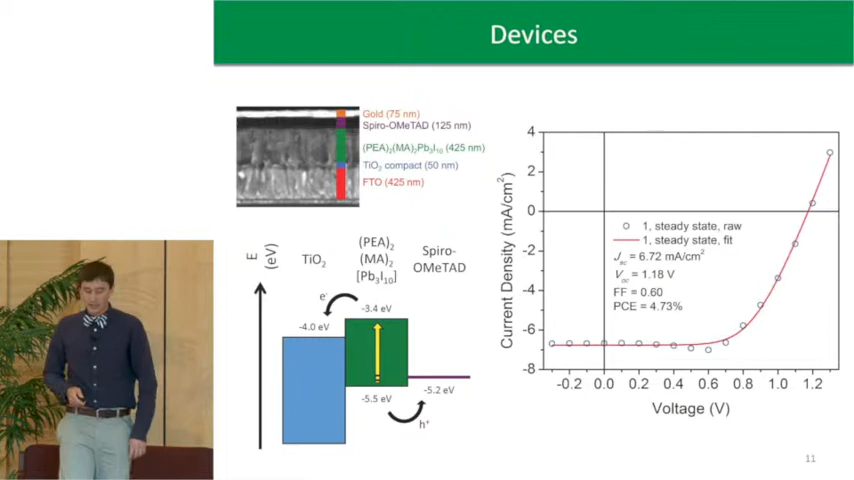 Devices
Gold (75 nm)
Spiro-OMeTAD (125 nm)
(PEA)₂(MA)₂Pb₃I₁₀ (425 nm)
TiO₂ compact (50 nm)
FTO (425 nm)
E
(eV)
TiO₂
(PEA)₂
(MA)₂
[Pb₃I₁₀]
Spiro-
OMeTAD
e⁻
-3.4 eV
-4.0 eV
-5.2 eV
-5.5 eV
h⁺
Current Density (mA/cm²)
4
2
0
-2
-4
-6
-8
1, steady state, raw
1, steady state, fit
Jsc = 6.72 mA/cm²
Voc = 1.18 V
FF = 0.60
PCE = 4.73%
-0.2 0.0 0.2 0.4 0.6 0.8 1.0 1.2
Voltage (V)
11